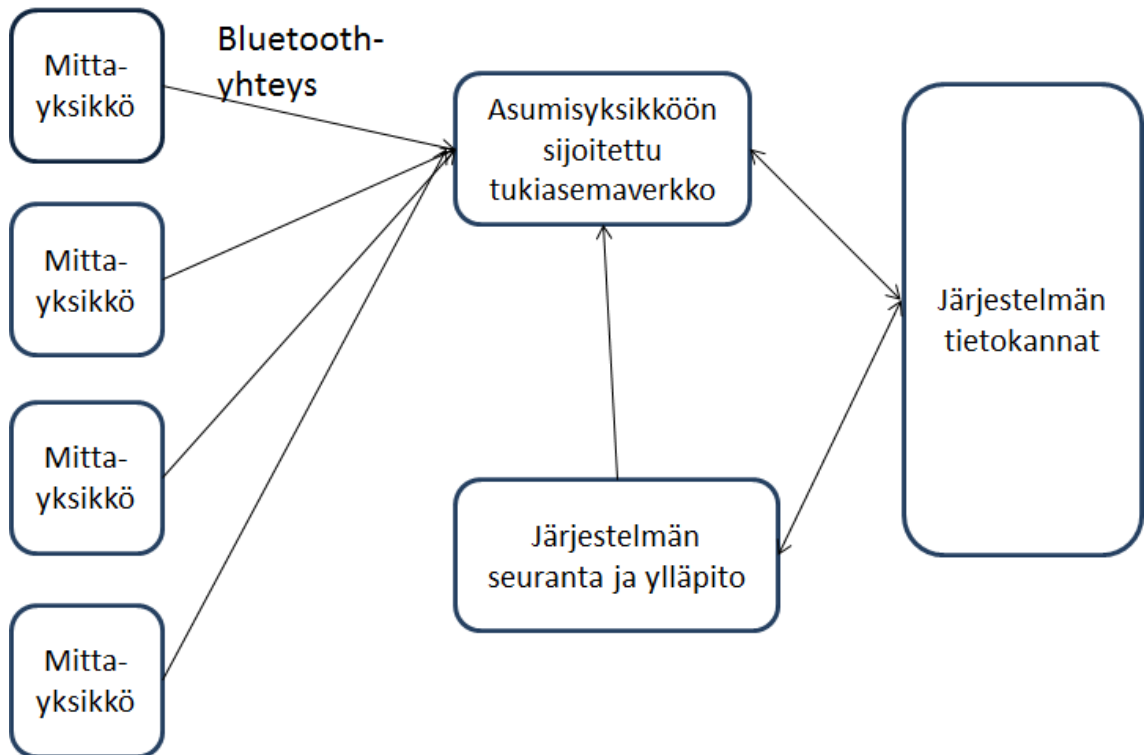 Mitta-
yksikkö
Bluetooth-
yhteys
Asumisyksikköön
sijoitettu
tukiasemaverkko
Mitta-
yksikkö
Järjestelmän
tietokannat
Mitta-
yksikkö
Järjestelmän
seuranta ja ylläpito
Mitta-
yksikkö